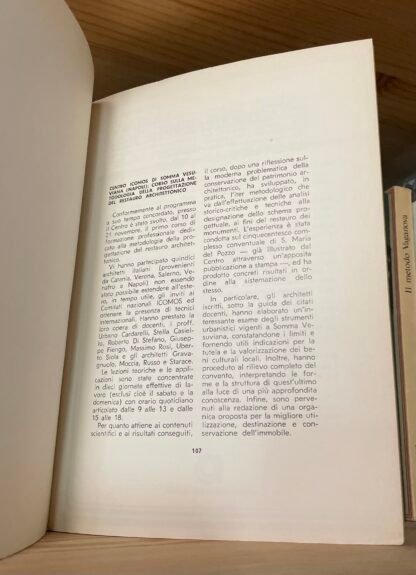 CENTRO ICOMOS DI SOMMA VESU-
VIANA (NAPOLI): CORSO SULLA ME-
TODOLOGIA DELLA PROGETTAZIONE
DEL RESTAURO ARCHITETTONICO
Conformemente al programma
a suo tempo concordato, presso
il Centro è stato svolto, dal 10 al
21 novembre, il primo corso di
formazione professionale dedi-
cato alla metodologia della pro-
gettazione del restauro architet-
tonico.
Vi hanno partecipato quindici
architetti italiani (provenienti
da Catania, Verona, Salerno, Ve-
nafro e Napoli) non essendo
stato possibile estendere all'este-
ro, in tempo utile, gli inviti ai
Comitati nazionali ICOMOS ed
ottenere la presenza di tecnici
internazionali. Hanno prestato la
loro opera di docenti, i proff.
Urbano Cardarelli, Stella Casiel-
lo, Roberto Di Stefano, Giusep-
pe Fiengo, Massimo Rosi, Uber-
to Siola e gli architetti Grava-
gnuolo, Moccia, Russo e Starace.
Le lezioni teoriche e le appli-
cazioni sono state concentrate
in dieci giornate effettive di la-
voro (esclusi cioè il sabato e la
domenica) con orario quotidiano
articolato dalle 9 alle 13 e dalle
15 alle 18.
Per quanto attiene ai contenuti
scientifici e ai risultati conseguiti,
il corso, dopo una riflessione sul-
la moderna problematica della
conservazione del patrimonio ar-
chitettonico, ha sviluppato, in
pratica, l'iter metodologico che
va dall'effettuazione delle analisi
storico-critiche e tecniche alla
designazione dello schema pro-
gettuale, ai fini del restauro dei
monumenti. L'esperienza è stata
condotta sul cinquecentesco com-
plesso conventuale di S. Maria
del Pozzo — già illustrato dal
Centro attraverso un'apposita
pubblicazione a stampa —, ed ha
prodotto concreti risultati in or-
dine alla sistemazione dello
stesso.
In particolare, gli architetti
iscritti, sotto la guida dei citati
docenti, hanno elaborato un'in-
teressante esame degli strumenti
urbanistici vigenti a Somma Ve-
suviana, constatandone i limiti e
fornendo utili indicazioni per la
tutela e la valorizzazione dei be-
ni culturali locali. Inoltre, hanno
proceduto al rilievo completo del
convento, interpretando le for-
me e la struttura di quest'ultimo
alla luce di una più approfondita
conoscenza. Infine, sono perve-
nuti alla redazione di una orga-
nica proposta per la migliore uti-
lizzazione, destinazione e con-
servazione dell'immobile.
107
Il metodo Vaganova